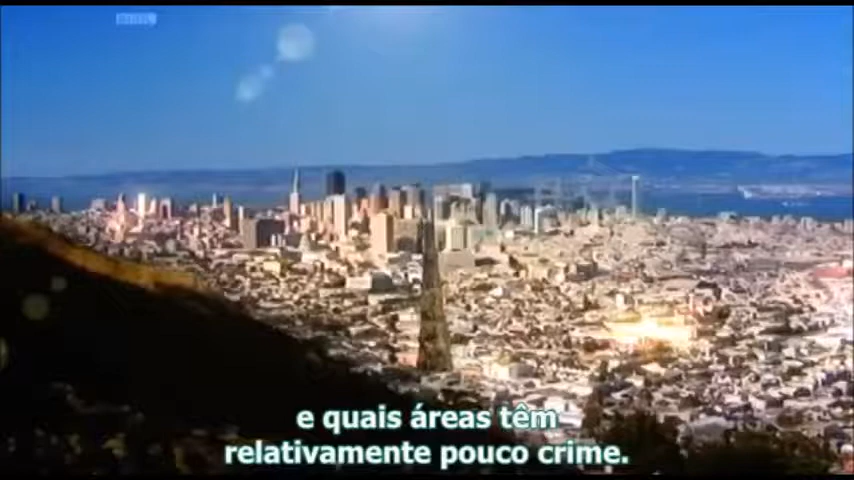 e quais áreas têm
relativamente pouco crime.